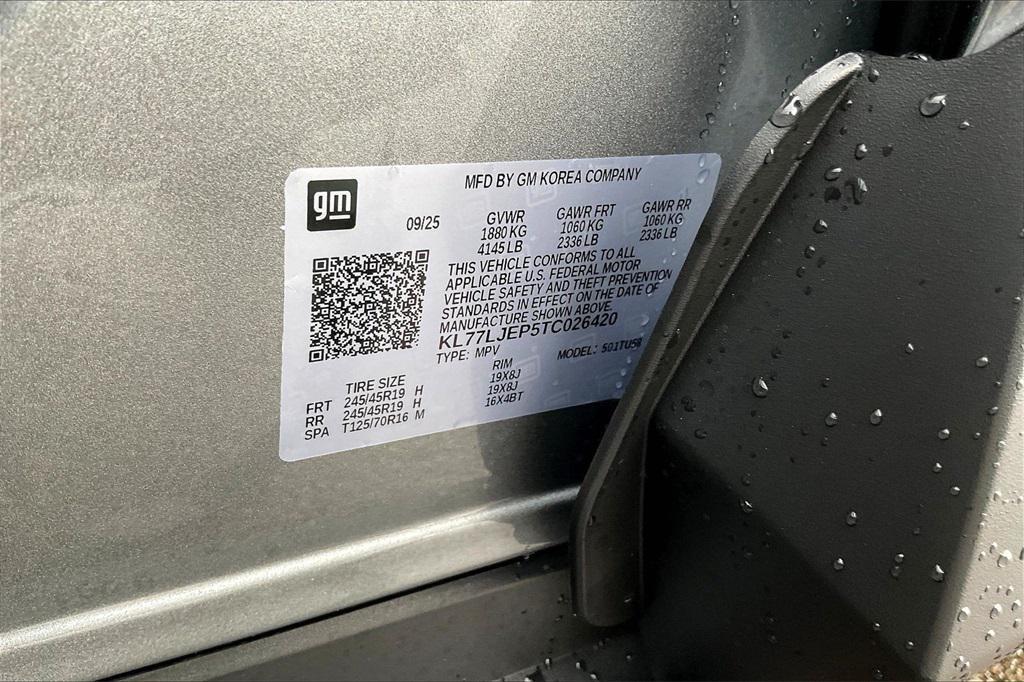 gm
MFD BY GM KOREA COMPANY
09/25
GVWR GAWR FRT GAWR RR
1880 KG 1060 KG 1060 KG
4145 LB 2336 LB 2336 LB
THIS VEHICLE CONFORMS TO ALL
APPLICABLE U.S. FEDERAL MOTOR
VEHICLE SAFETY AND THEFT PREVENTION
STANDARDS IN EFFECT ON THE DATE OF
MANUFACTURE SHOWN ABOVE.
KL77LJEP5TC026420
TYPE: MPV MODEL:
TIRE SIZE RIM
FRT 245/45R19 H 19X8J
RR 245/45R19 H 19X8J
SPA T125/70R16 M 16X4BT